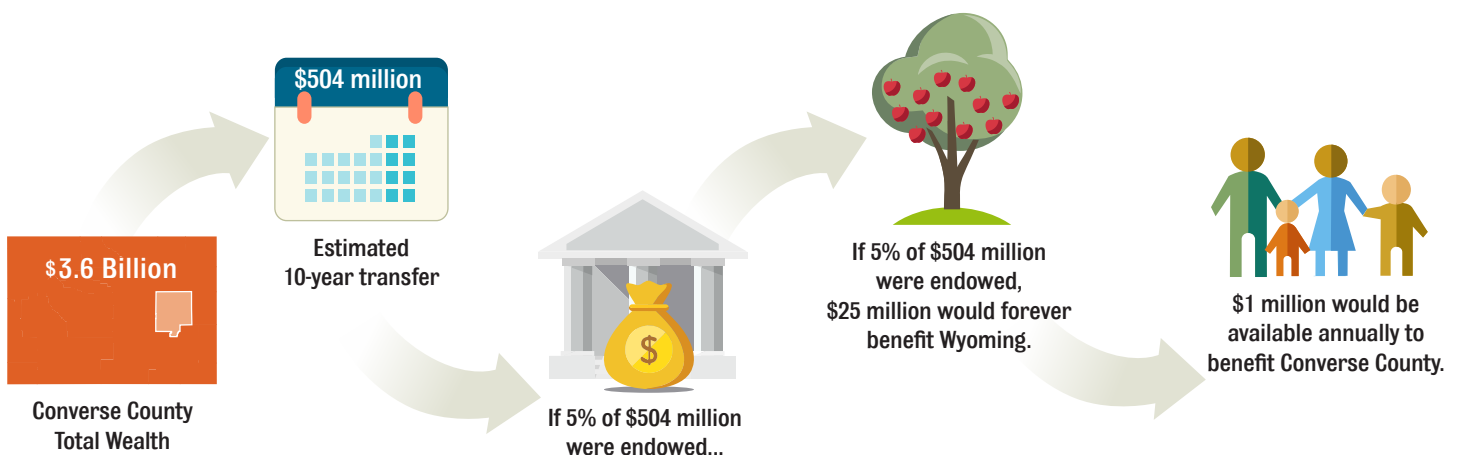 $3.6 Billion
Converse County
Total Wealth
$504 million
Estimated
10-year transfer
$
If 5% of $504 million
were endowed...
If 5% of $504 million
were endowed,
$25 million would forever
benefit Wyoming.
$1 million would be
available annually to
benefit Converse County.